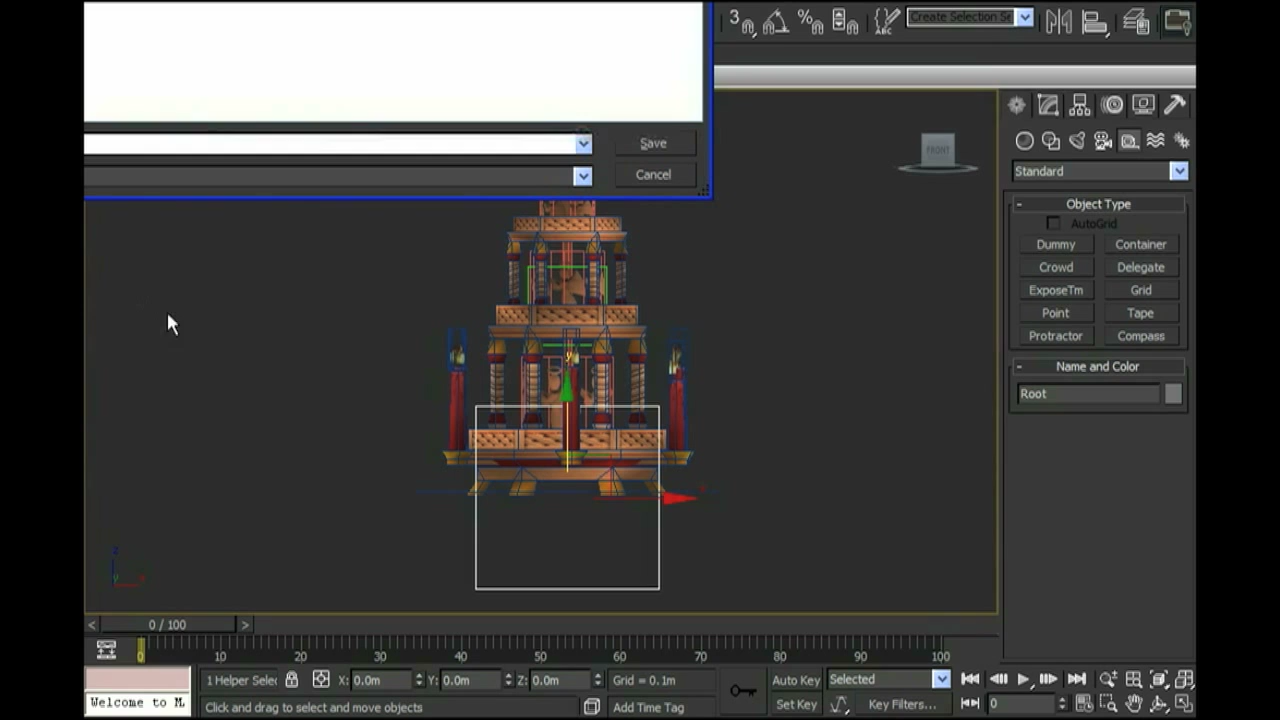 3
%
ABC
Create Selection Se
Save
Cancel
FRONT
Standard
- Object Type
AutoGrid
Dummy Container
Crowd Delegate
ExposeTm Grid
Point Tape
Protractor Compass
- Name and Color
Root
y
z
< 0 / 100 >
0 10 20 30 40 50 60 70 80 90 100
1 Helper Selec X: 0.0m Y: 0.0m Z: 0.0m Grid = 0.1m Auto Key Selected
Welcome to M Click and drag to select and move objects Add Time Tag Set Key Key Filters... 0